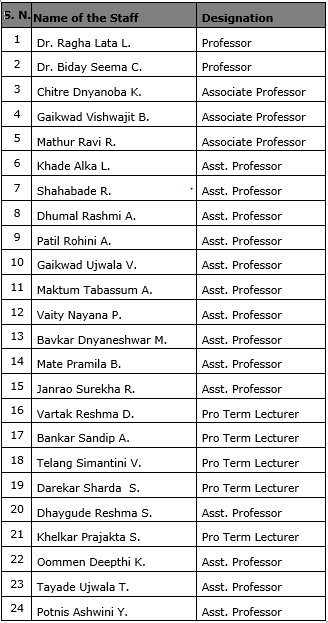 S. N. Name of the Staff Designation
1 Dr. Ragha Lata L. Professor
2 Dr. Biday Seema C. Professor
3 Chitre Dnyanoba K. Associate Professor
4 Gaikwad Vishwajit B. Associate Professor
5 Mathur Ravi R. Associate Professor
6 Khade Alka L. Asst. Professor
7 Shahabade R. Asst. Professor
8 Dhumal Rashmi A. Asst. Professor
9 Patil Rohini A. Asst. Professor
10 Gaikwad Ujwala V. Asst. Professor
11 Maktum Tabassum A. Asst. Professor
12 Vaity Nayana P. Asst. Professor
13 Bavkar Dnyaneshwar M. Asst. Professor
14 Mate Pramila B. Asst. Professor
15 Janrao Surekha R. Asst. Professor
16 Vartak Reshma D. Pro Term Lecturer
17 Bankar Sandip A. Pro Term Lecturer
18 Telang Simantini V. Pro Term Lecturer
19 Darekar Sharda S. Pro Term Lecturer
20 Dhaygude Reshma S. Asst. Professor
21 Khelkar Prajakta S. Pro Term Lecturer
22 Oommen Deepthi K. Asst. Professor
23 Tayade Ujwala T. Asst. Professor
24 Potnis Ashwini Y. Asst. Professor